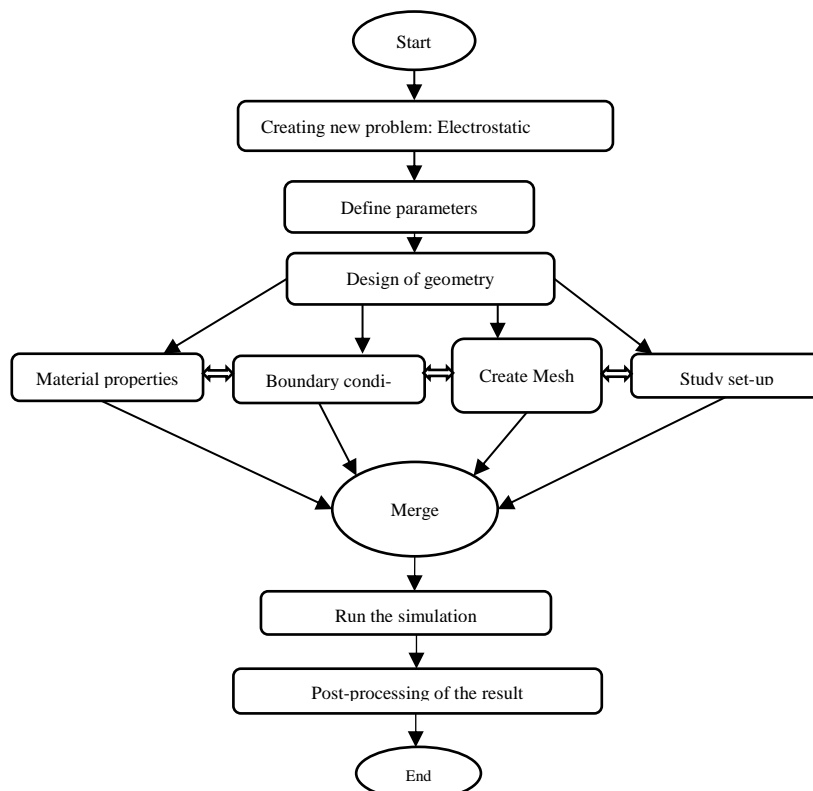 Start
Creating new problem: Electrostatic
Define parameters
Design of geometry
Material properties
Boundary condi-
Create Mesh
Study set-up
Merge
Run the simulation
Post-processing of the result
End